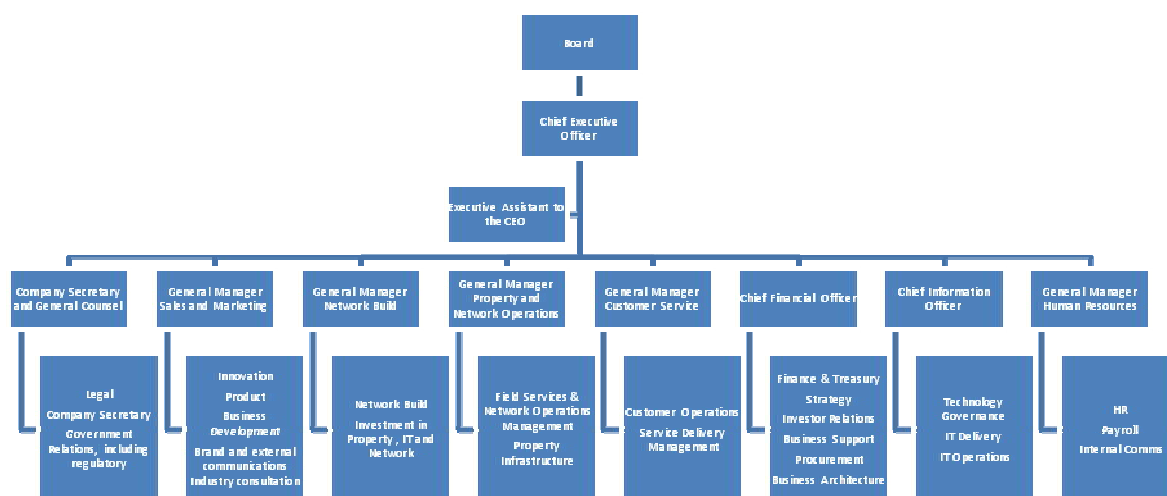 Board
Chief Executive
Officer
Executive Assistant to
the CEO
Company Secretary
and General Counsel
General Manager
Sales and Marketing
General Manager
Network Build
General Manager
Property and
Network Operations
General Manager
Customer Service
Chief Financial Officer
Chief Information
Officer
General Manager
Human Resources
Legal
Company Secretary
Government
Relations, including
regulatory
Innovation
Product
Business
Development
Brand and external
communications
Industry consultation
Network Build
Investment in
Property, IT and
Network
Field Services &
Network Operations
Management
Property
Infrastructure
Customer Operations
Service Delivery
Management
Finance & Treasury
Strategy
Investor Relations
Business Support
Procurement
Business Architecture
Technology
Governance
IT Delivery
IT Operations
HR
Payroll
Internal Comms